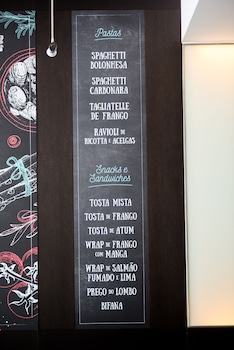 Pastas
SPAGHETTI
BOLONHESA
SPAGHETTI
CARBONARA
TAGLIATELLE
DE FRANGO
RAVIOLI DE
RICOTTA E ACELGAS
Snacks e
Sandwiches
TOSTA MISTA
TOSTA DE FRANGO
TOSTA DE ATUM
WRAP DE FRANGO
COM MANGA
WRAP DE SALMÃO
FUMADO E LIMA
PREGO DO LOMBO
BIFANA